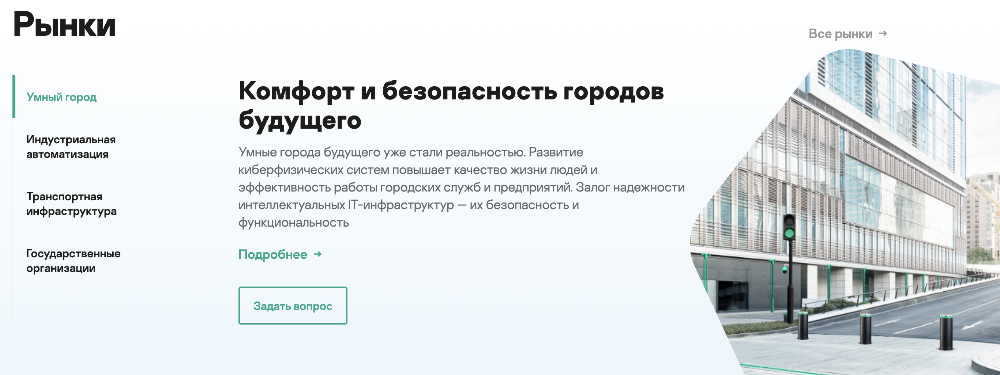 Рынки
Все рынки →
Умный город
Индустриальная
автоматизация
Транспортная
инфраструктура
Государственные
организации
Комфорт и безопасность городов
будущего
Умные города будущего уже стали реальностью. Развитие
киберфизических систем повышает качество жизни людей и
эффективность работы городских служб и предприятий. Залог надежности
интеллектуальных IT-инфраструктур — их безопасность и
функциональность
Подробнее →
Задать вопрос